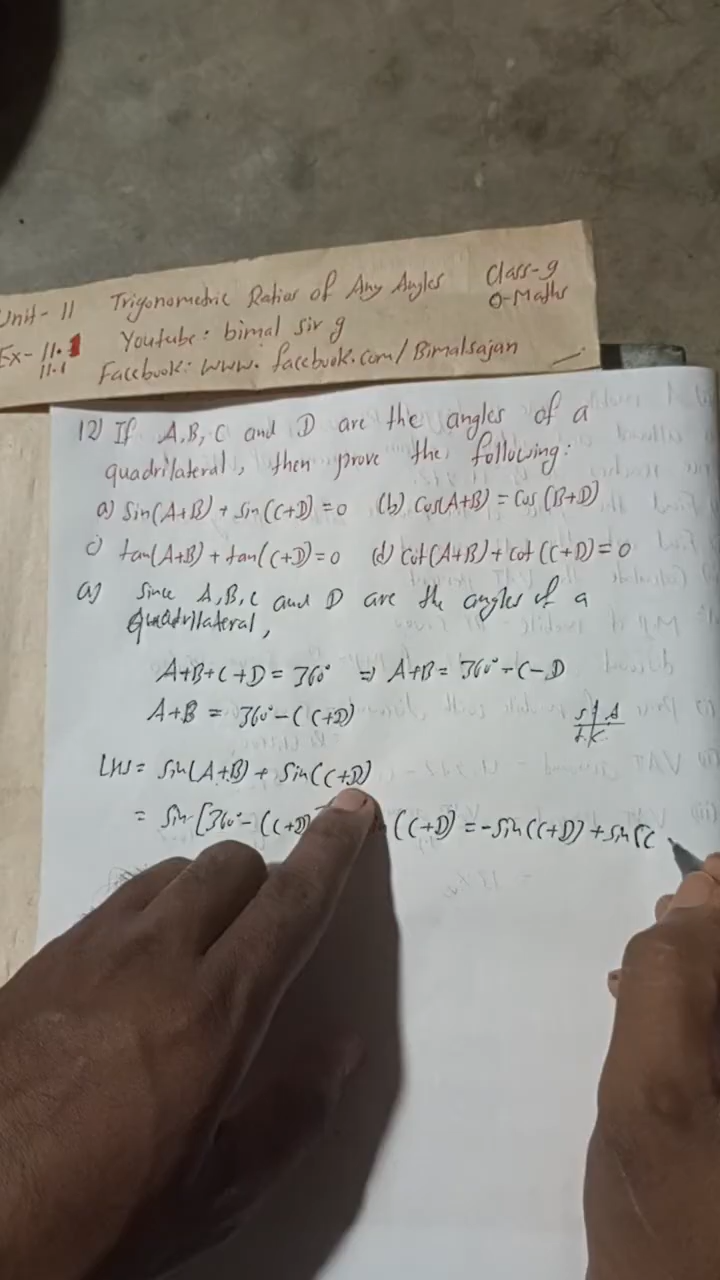 Unit- 11 Trigonometric Ratios of Any Angles Class-9
O-Maths
Ex- 11.1 Youtube: bimal sir g
11.1 Facebook: www.facebook.com/Bimalsajan
12) If A,B, C and D are the angles of a
quadrilateral, then prove the following:
a) sin(A+B) + sin(C+D) = 0 (b) Cos(A+B) = Cos (B+D)
c) tan(A+B) + tan(C+D) = 0 (d) Cot(A+B) + cot (C+D) = 0
a) Since A,B,C and D are the angles of a
Quadrilateral,
A+B+C+D = 360° ⇒ A+B = 360° - C - D
A+B = 360° - (C+D)
LHS = sin(A+B) + sin(C+D)
= sin [360° - (C+D) (C+D) = -sin (C+D) + sin (C